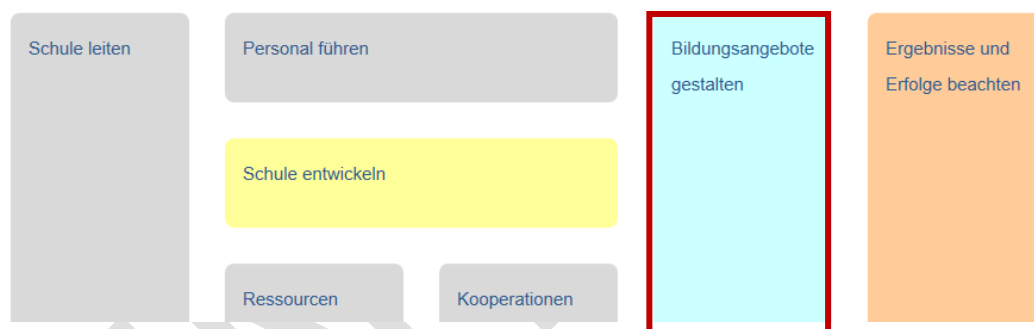 Schule leiten
Personal führen
Schule entwickeln
Ressourcen
Kooperationen
Bildungsangebote
gestalten
Ergebnisse und
Erfolge beachten